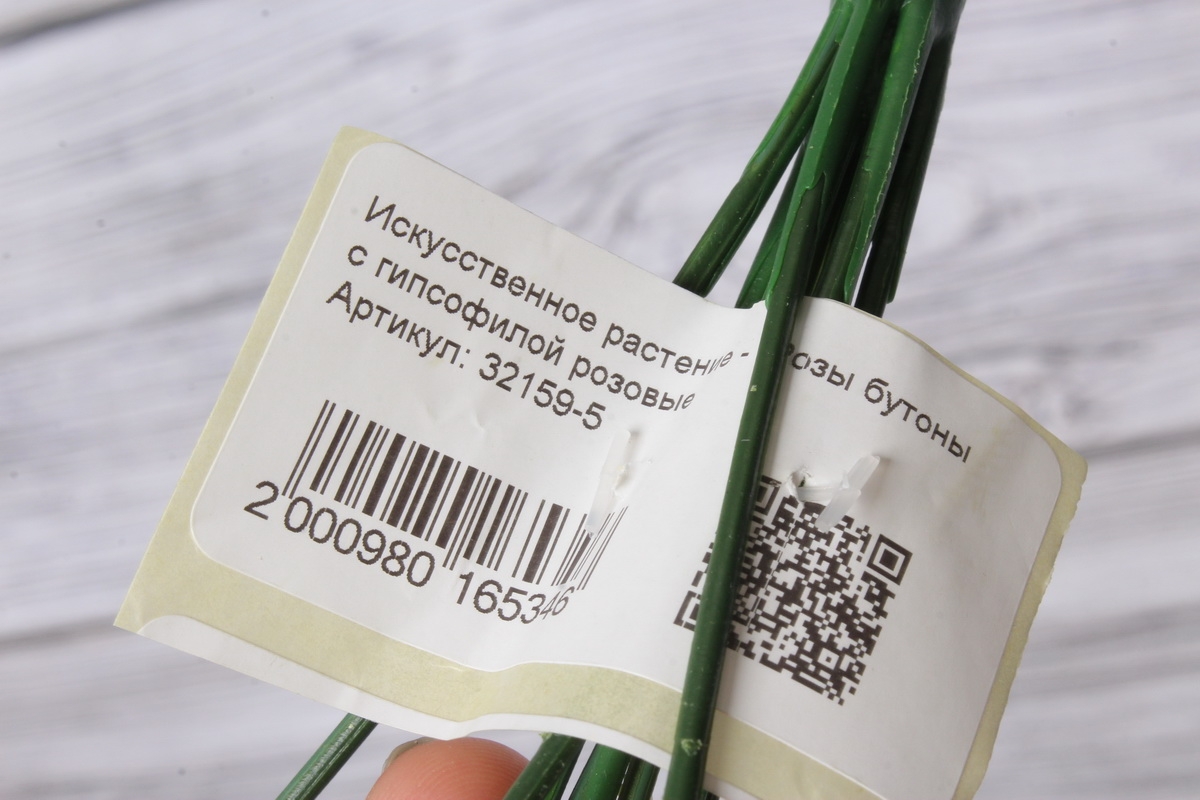 Искусственное растение - розы бутоны
с гипсофилой розовые
Артикул: 32159-5
2 000980 165346